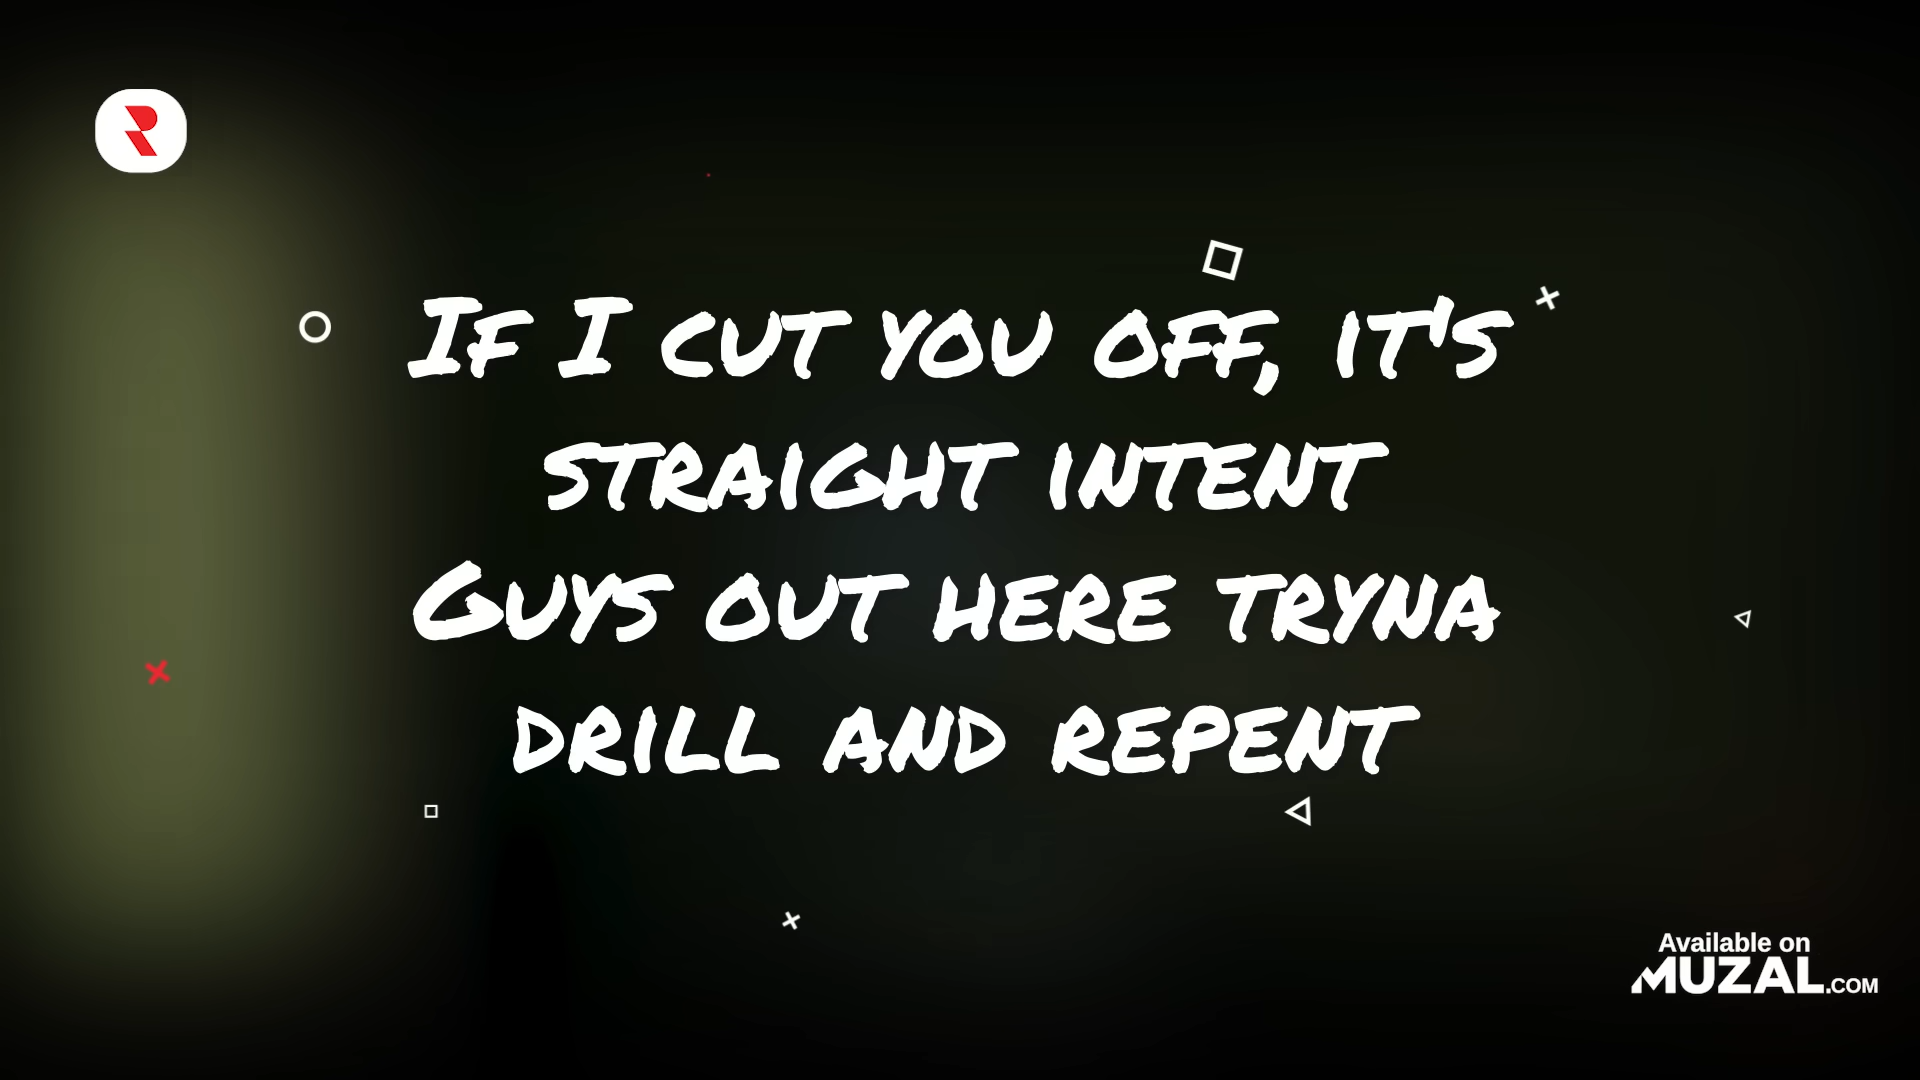 If I cut you off, it's
straight intent
Guys out here tryna
drill and repent
Available on
MUZAL.COM